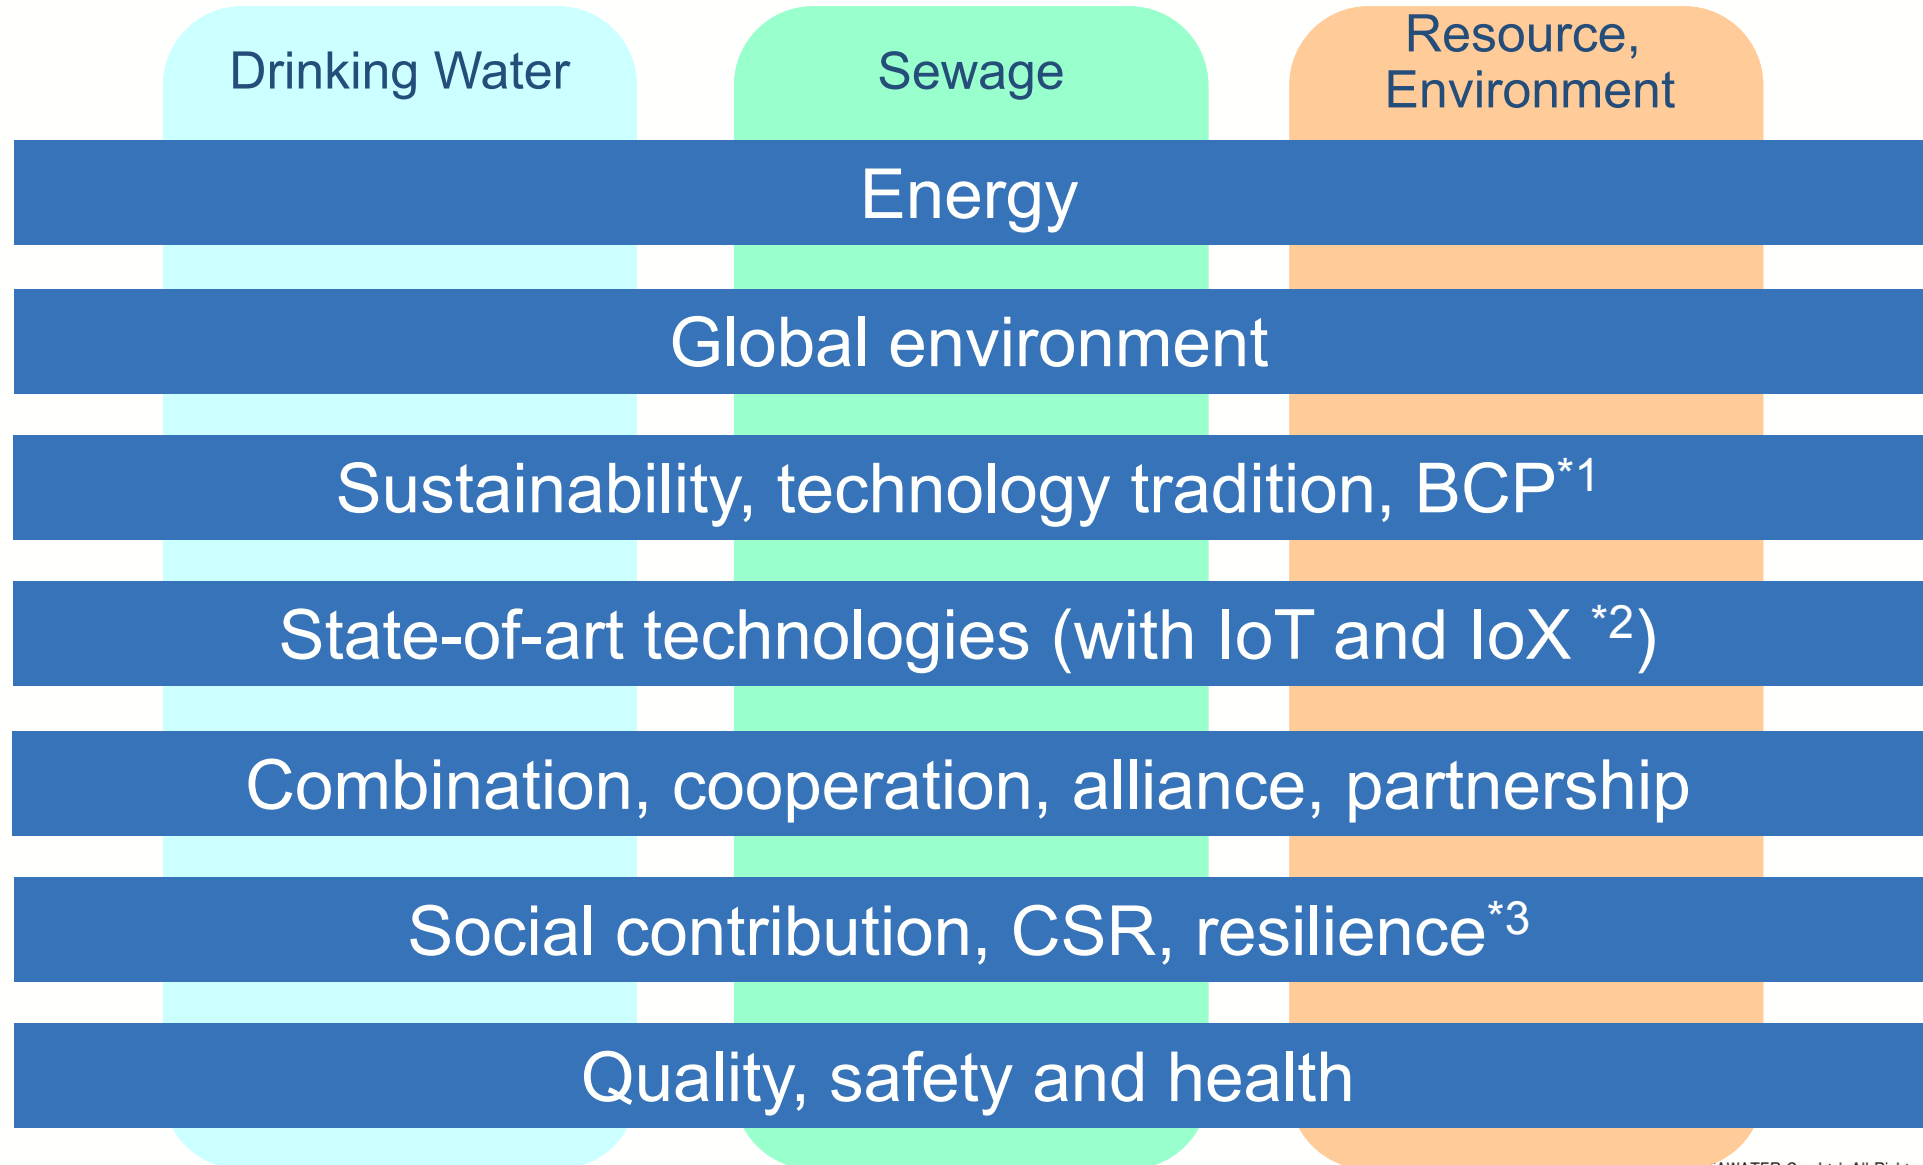 Drinking Water
Sewage
Resource,
Environment
Energy
Global environment
Sustainability, technology tradition, BCP*1
State-of-art technologies (with IoT and IoX *2)
Combination, cooperation, alliance, partnership
Social contribution, CSR, resilience*3
Quality, safety and health